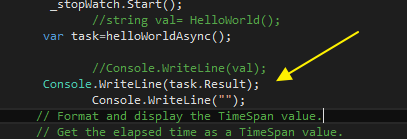 _stopWatch.Start();
//string val= HelloWorld();
var task=helloWorldAsync();
//Console.WriteLine(val);
Console.WriteLine(task.Result);
Console.WriteLine("");
// Format and display the TimeSpan value.
// Get the elapsed time as a TimeSpan value.